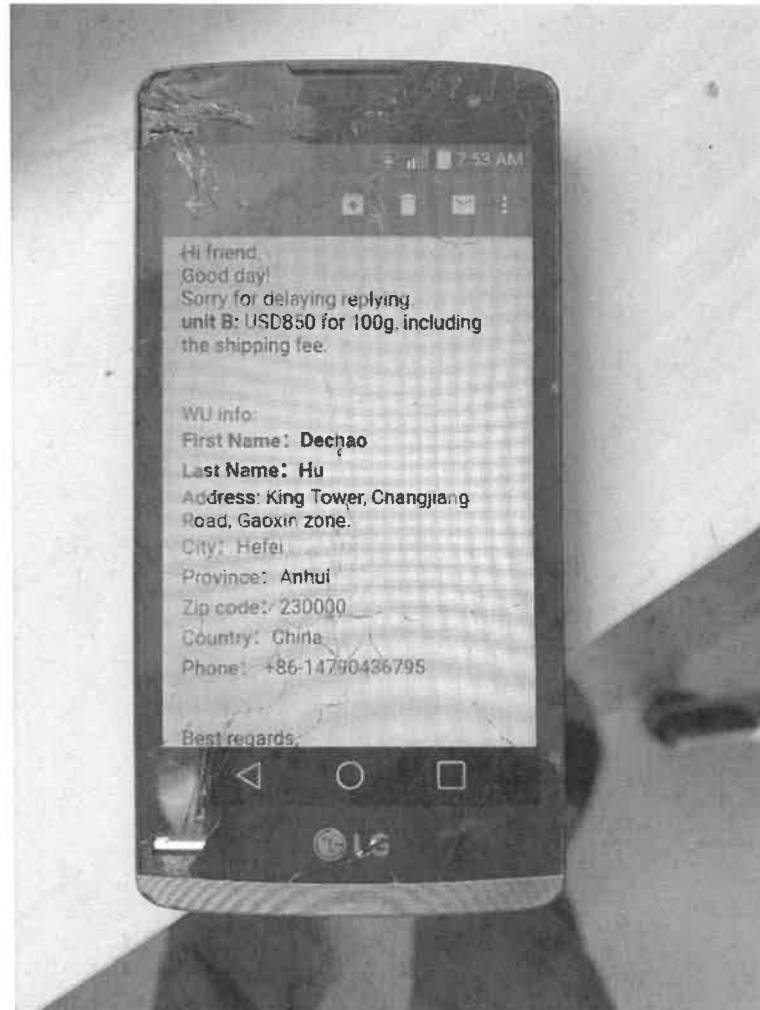 7:53 AM
Hi friend,
Good day!
Sorry for delaying replying.
unit B: USD850 for 100g, including
the shipping fee.
WU info:
First Name: Dechao
Last Name: Hu
Address: King Tower, Changjiang
Road, Gaoxin zone.
City: Hefei
Province: Anhui
Zip code: 230000
Country: China
Phone: +86-14790436795
Best regards,
LG